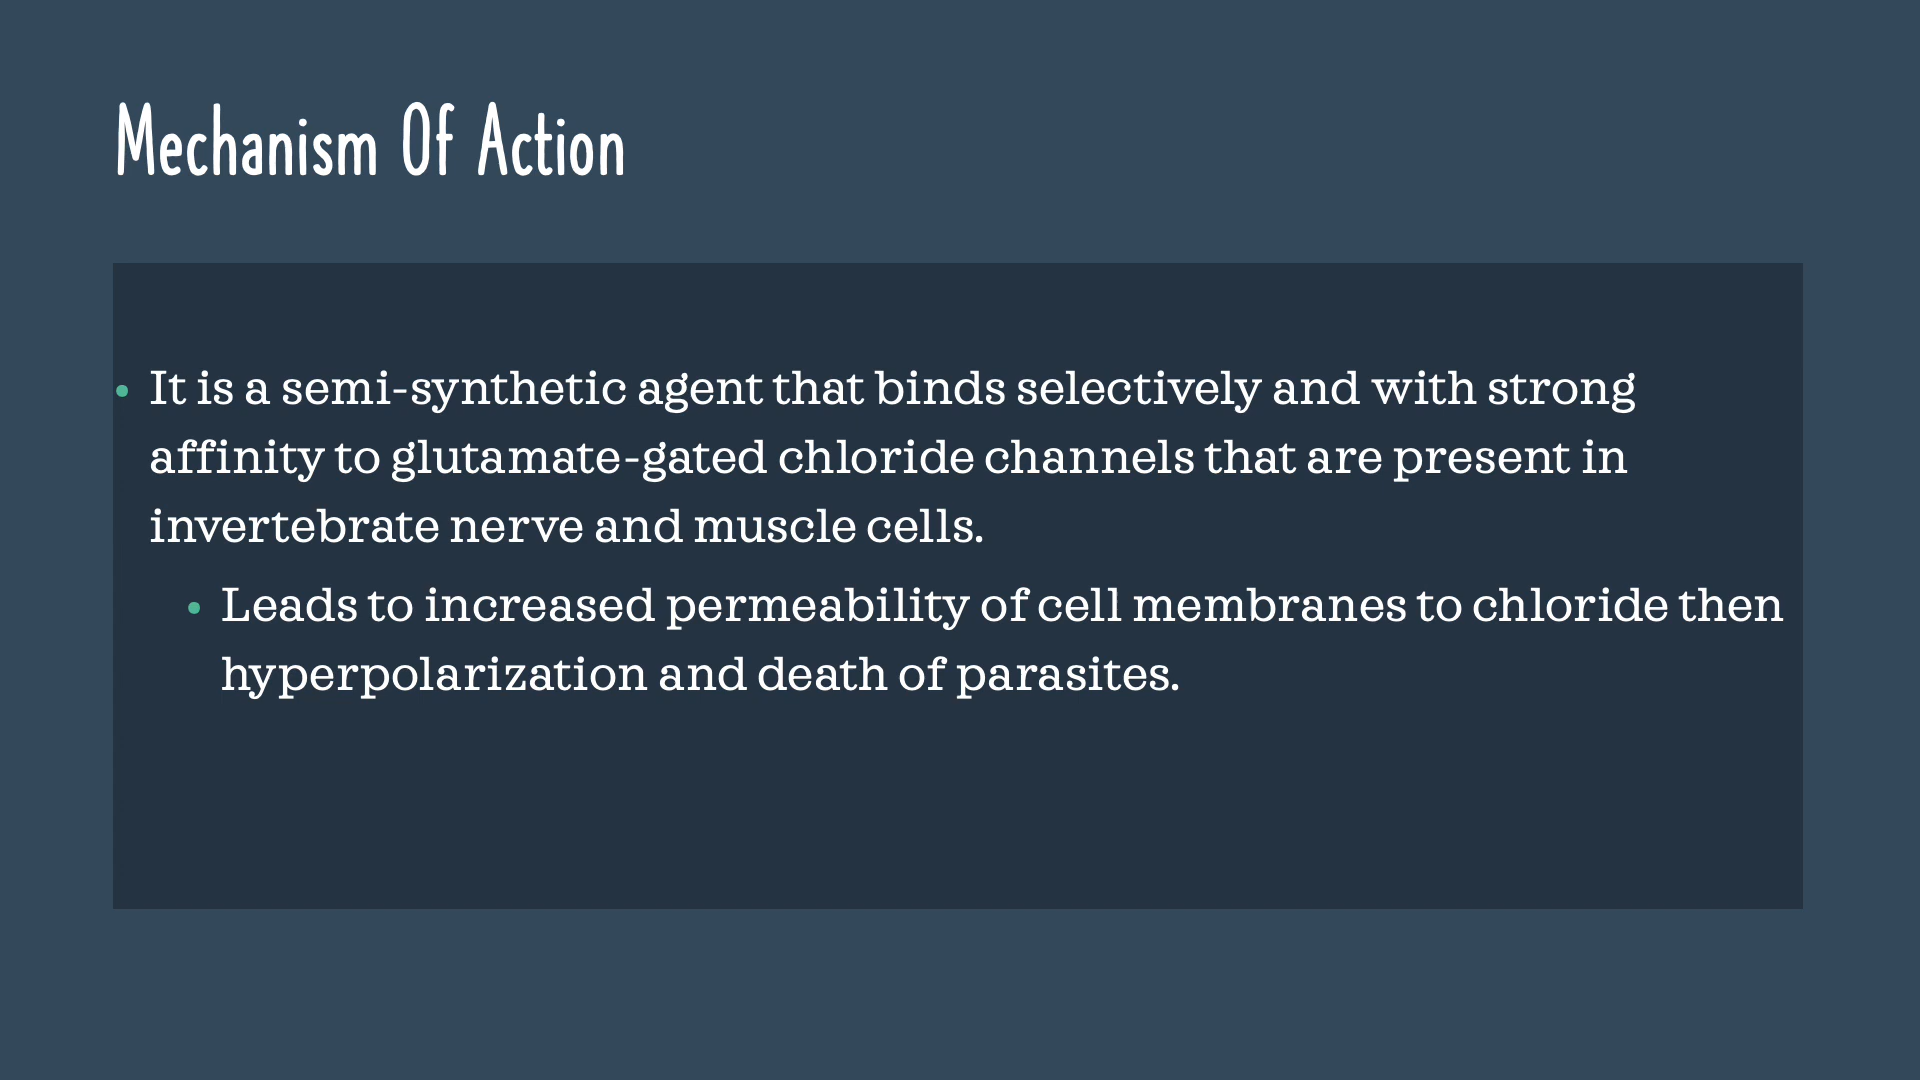 Mechanism Of Action
• It is a semi-synthetic agent that binds selectively and with strong
affinity to glutamate-gated chloride channels that are present in
invertebrate nerve and muscle cells.
• Leads to increased permeability of cell membranes to chloride then
hyperpolarization and death of parasites.